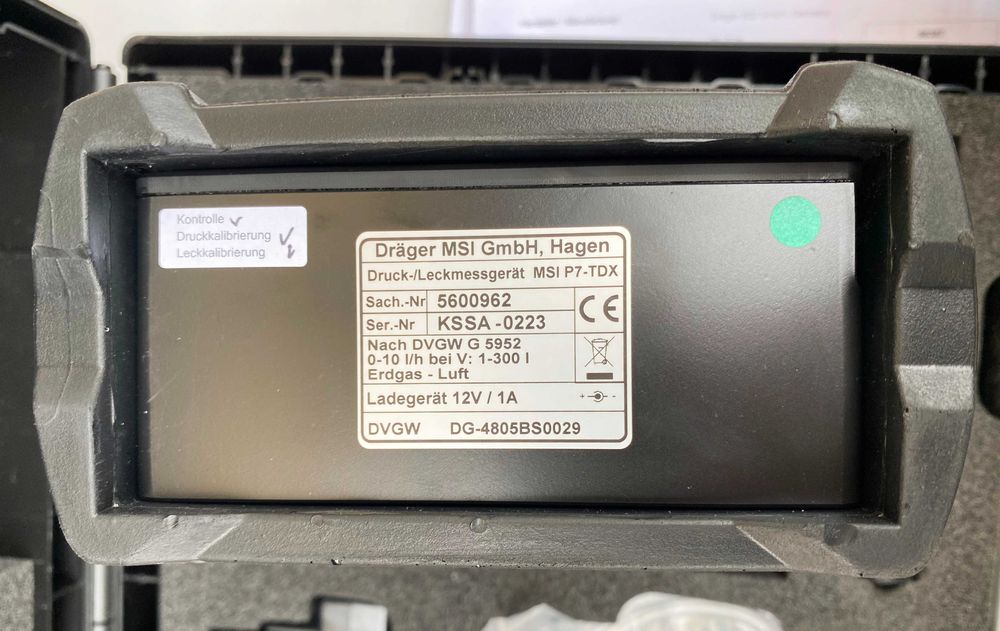 Kontrolle
Druckkalibrierung
Leckkalibrierung
Dräger MSI GmbH, Hagen
Druck-/Leckmessgerät MSI P7-TDX
Sach.-Nr 5600962
Ser.-Nr KSSA -0223
CE
Nach DVGW G 5952
0-10 l/h bei V: 1-300 l
Erdgas - Luft
Ladegerät 12V / 1A
+ -
DVGW DG-4805BS0029